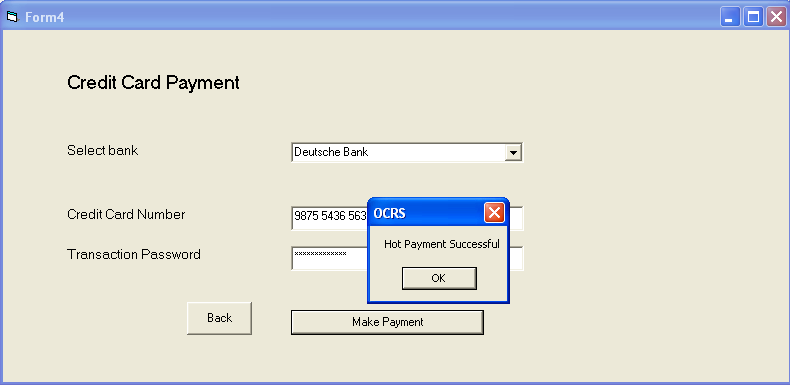 Form4
Credit Card Payment
Select bank
Deutsche Bank
Credit Card Number
9875 5436 563
OCRS
Hot Payment Successful
OK
Transaction Password
xxxxxxxxxxxxx
Back
Make Payment